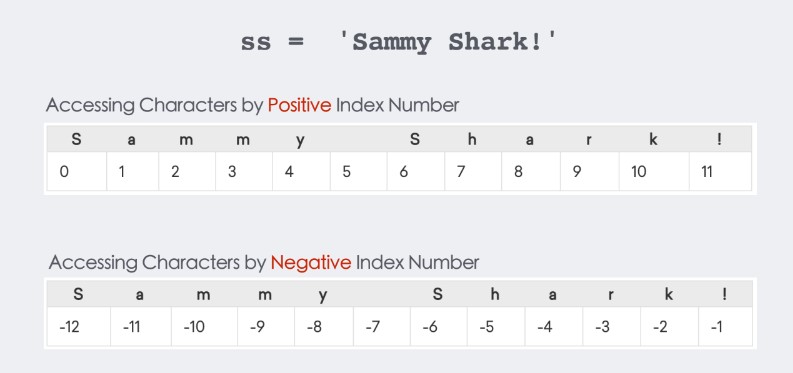 ss = 'Sammy Shark!'
Accessing Characters by Positive Index Number
S a m m y S h a r k !
0 1 2 3 4 5 6 7 8 9 10 11
Accessing Characters by Negative Index Number
S a m m y S h a r k !
-12 -11 -10 -9 -8 -7 -6 -5 -4 -3 -2 -1